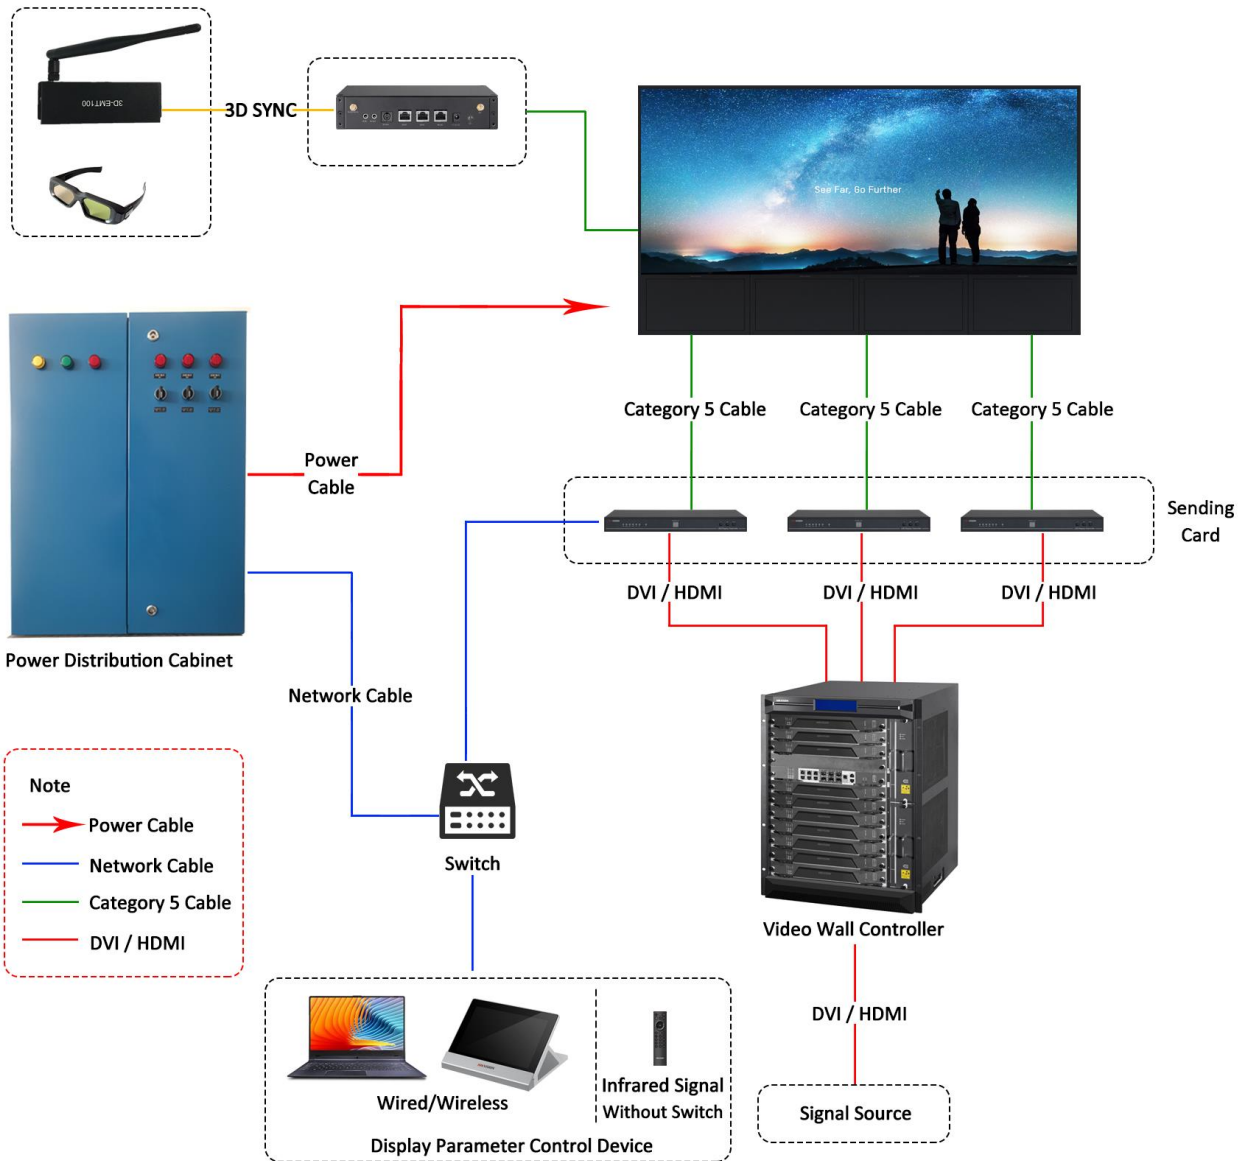 3D-EMT100
3D SYNC
See Far, Go Further
Category 5 Cable
Category 5 Cable
Category 5 Cable
Power
Cable
Sending
Card
DVI / HDMI
DVI / HDMI
DVI / HDMI
Power Distribution Cabinet
Network Cable
Note
Power Cable
Network Cable
Category 5 Cable
DVI / HDMI
Switch
Video Wall Controller
DVI / HDMI
Wired/Wireless
Infrared Signal
Without Switch
Display Parameter Control Device
Signal Source